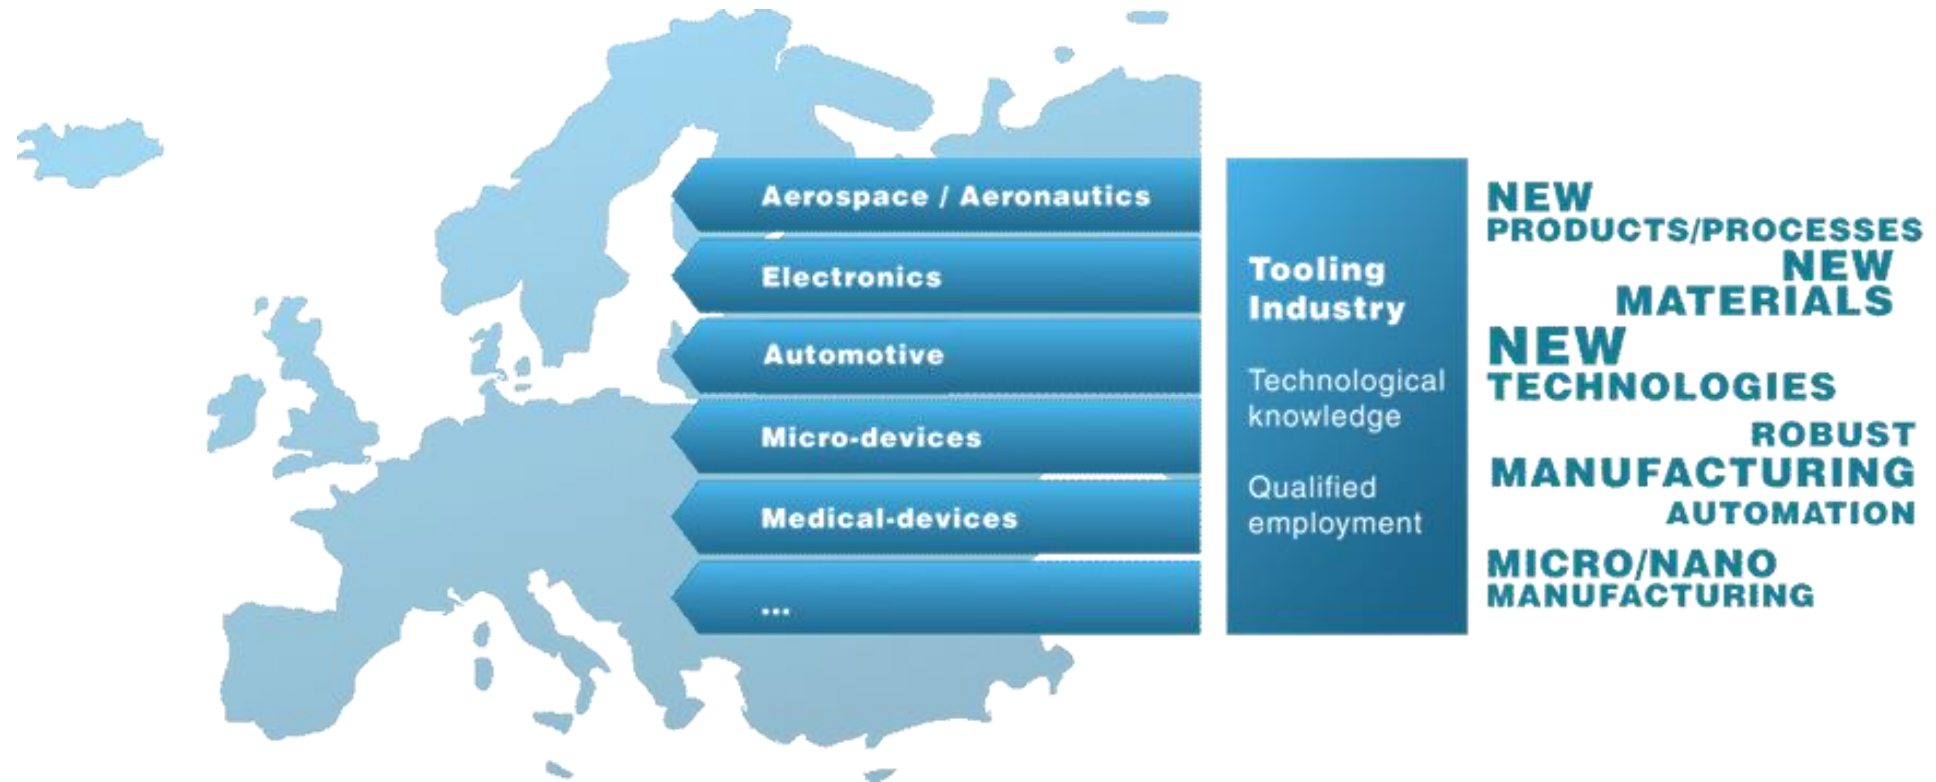 Aerospace / Aeronautics
Electronics
Automotive
Micro-devices
Medical-devices
...
Tooling
Industry
Technological
knowledge
Qualified
employment
NEW
PRODUCTS/PROCESSES
NEW
MATERIALS
NEW
TECHNOLOGIES
ROBUST
MANUFACTURING
AUTOMATION
MICRO/NANO
MANUFACTURING